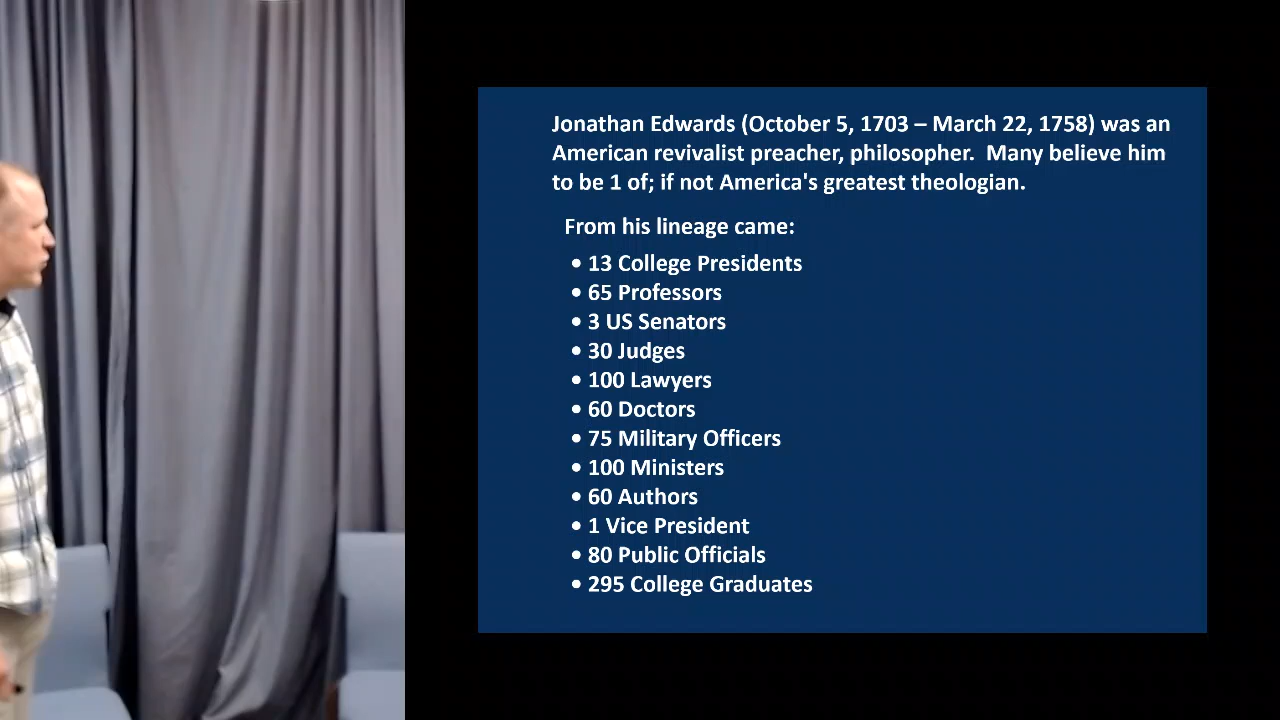 Jonathan Edwards (October 5, 1703 – March 22, 1758) was an
American revivalist preacher, philosopher.  Many believe him
to be 1 of; if not America's greatest theologian.
From his lineage came:
• 13 College Presidents
• 65 Professors
• 3 US Senators
• 30 Judges
• 100 Lawyers
• 60 Doctors
• 75 Military Officers
• 100 Ministers
• 60 Authors
• 1 Vice President
• 80 Public Officials
• 295 College Graduates